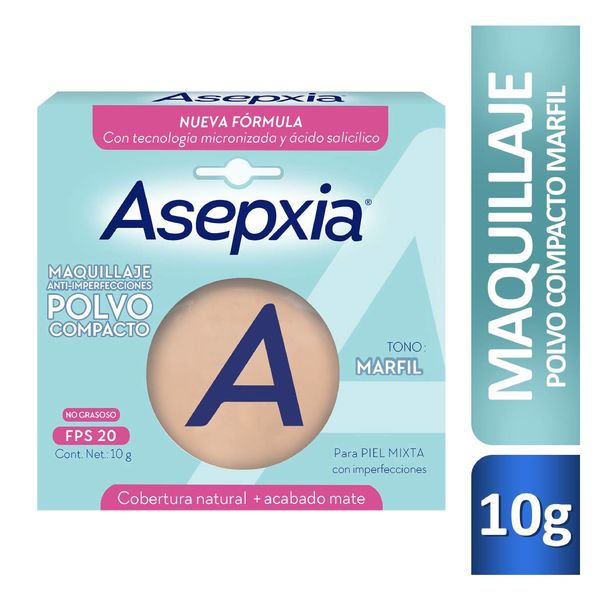 Asepxia
NUEVA FÓRMULA
Con tecnología micronizada y ácido salicílico
Asepxia®
MAQUILLAJE
ANTI-IMPERFECCIONES
POLVO
COMPACTO
A
TONO:
MARFIL
NO GRASOSO
FPS 20
Cont. Net.: 10 g
Para PIEL MIXTA
con imperfecciones
Cobertura natural + acabado mate
MAQUILLAJE
POLVO COMPACTO MARFIL
10g